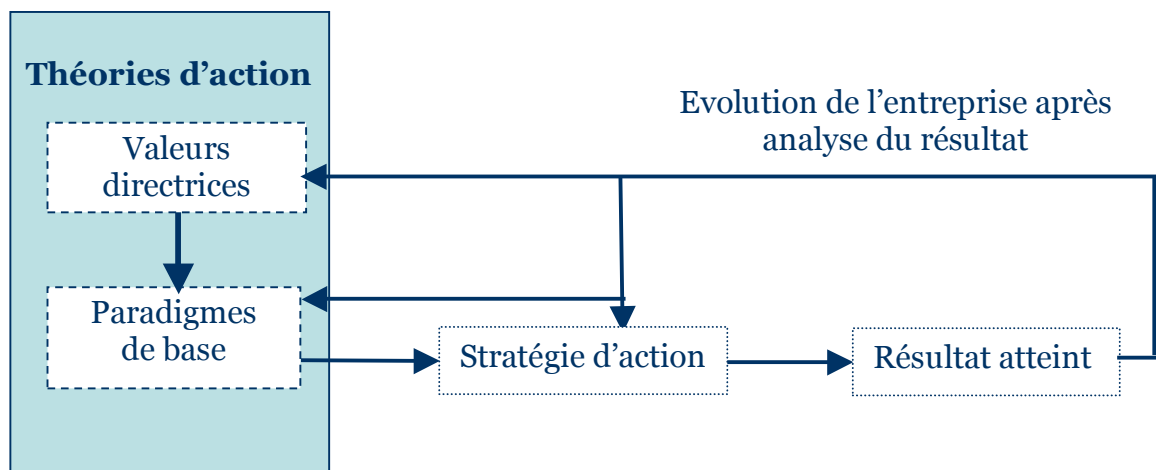 Théories d’action
Evolution de l’entreprise après
analyse du résultat
Valeurs
directrices
Paradigmes
de base
Stratégie d’action
Résultat atteint